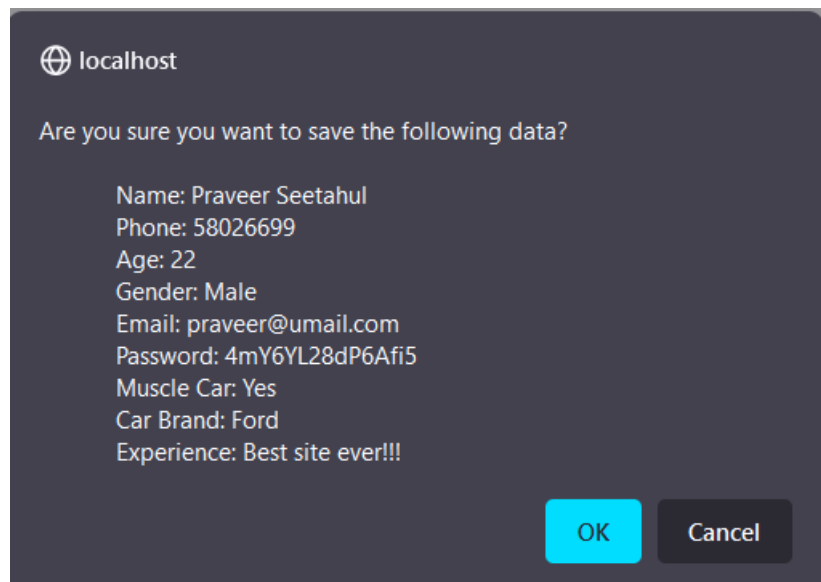 localhost
Are you sure you want to save the following data?
Name: Praveer Seetahul
Phone: 58026699
Age: 22
Gender: Male
Email: praveer@umail.com
Password: 4mY6YL28dP6Afi5
Muscle Car: Yes
Car Brand: Ford
Experience: Best site ever!!!
OK Cancel